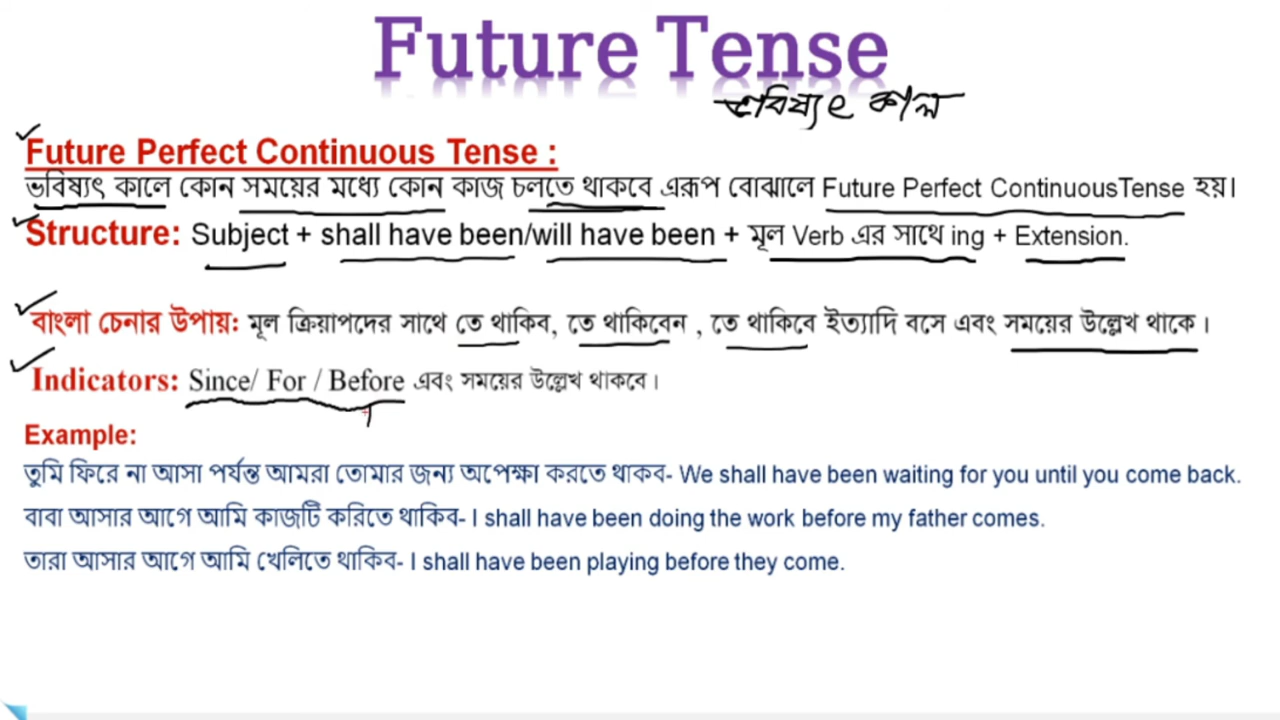 Future Tense
ভবিষ্যৎ কাল
Future Perfect Continuous Tense :
ভবিষ্যৎ কালে কোন সময়ের মধ্যে কোন কাজ চলতে থাকবে এরূপ বোঝালে Future Perfect ContinuousTense হয়।
Structure: Subject + shall have been/will have been + মূল Verb এর সাথে ing + Extension.
বাংলা চেনার উপায়: মূল ক্রিয়াপদের সাথে তে থাকিব, তে থাকিবেন , তে থাকিবে ইত্যাদি বসে এবং সময়ের উল্লেখ থাকে।
Indicators: Since/ For / Before এবং সময়ের উল্লেখ থাকবে।
Example:
তুমি ফিরে না আসা পর্যন্ত আমরা তোমার জন্য অপেক্ষা করতে থাকব- We shall have been waiting for you until you come back.
বাবা আসার আগে আমি কাজটি করিতে থাকিব- I shall have been doing the work before my father comes.
তারা আসার আগে আমি খেলিতে থাকিব- I shall have been playing before they come.